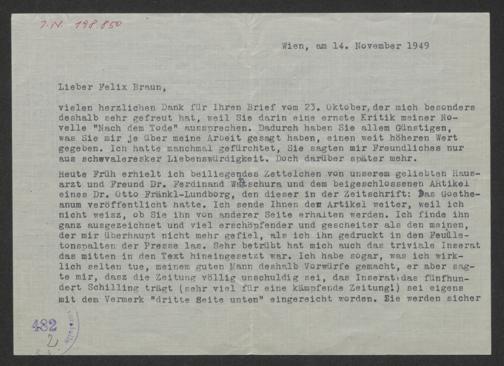 J.N. 198.850
Wien, am 14. November 1949
Lieber Felix Braun,
vielen herzlichen Dank für Ihren Brief vom 23. Oktober, der mich besonders
deshalb sehr gefreut hat, weil Sie darin eine ernste Kritik meiner No-
velle "Nach dem Tode" aussprechen. Dadurch haben Sie allem Günstigen,
was Sie mir je über meine Arbeit gesagt haben, einen weit höheren Wert
gegeben. Ich hatte manchmal gefürchtet, Sie sagten mir Freundliches nur
aus schwaleresker Liebenswürdigkeit. Doch darüber später mehr.
Heute Früh erhielt ich beiliegendes Zettelchen von unserem geliebten Haus-
arzt und Freund Dr. Ferdinand und dem beigeschlossenen Ahtikel
eines Dr. Otto Fränkl-Lundborg, den dieser in der Zeitschrift: Das Goethe-
anum veröffentlicht hatte. Ich sende Ihnen den Artikel weiter, weil ich
nicht weisz, ob Sie ihn von anderer Seite erhalten werden. Ich finde ihn
ganz ausgezeichnet und viel erschöpfender und gescheiter als den meinen,
der mir überhaupt nicht mehr gefiel, als ich ihn gedruckt in den Feuille-
tonspalten der Presse las. Sehr betrübt hat mich auch das triviale Inserat
das mitten in den Text hineingesetzt war. Ich habe sogar, was ich wirk-
lich selten tue, meinem guten Mann deshalb Vorwürfe gemacht, er aber sag-
te mir, dasz die Zeitung völlig unschuldig sei, das Inserat das fünfhun-
dert Schilling trägt (sehr viel für eine kämpfende Zeitung!) sei eigens
mit dem Vermerk "dritte Seite unten" eingereicht worden. Sie werden sicher
482
2